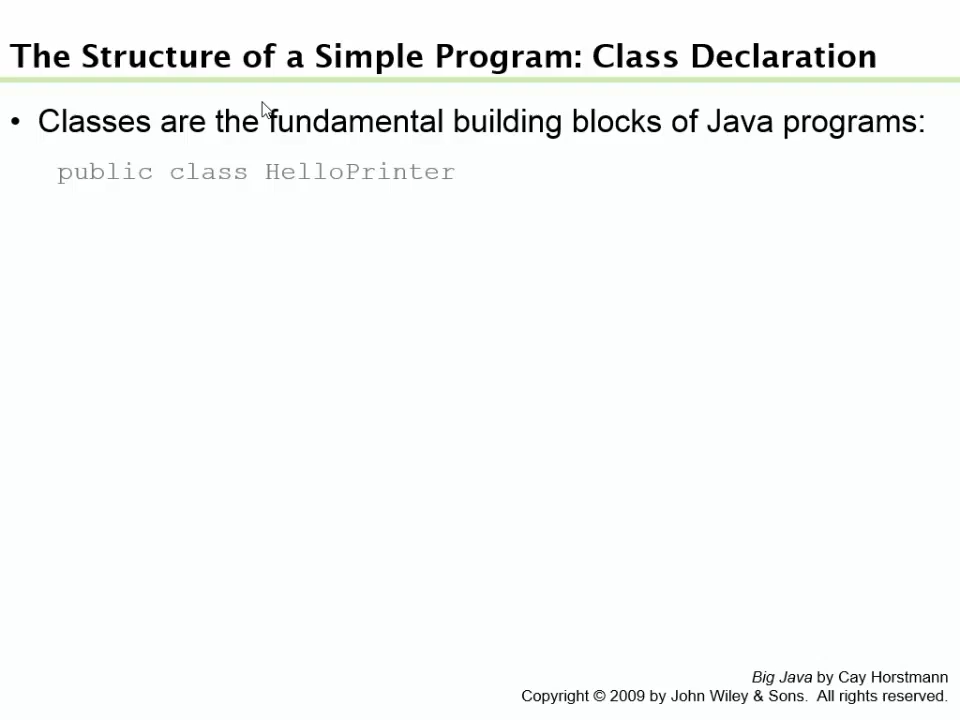 The Structure of a Simple Program: Class Declaration
• Classes are the fundamental building blocks of Java programs:
public class HelloPrinter
Big Java by Cay Horstmann
Copyright © 2009 by John Wiley & Sons. All rights reserved.